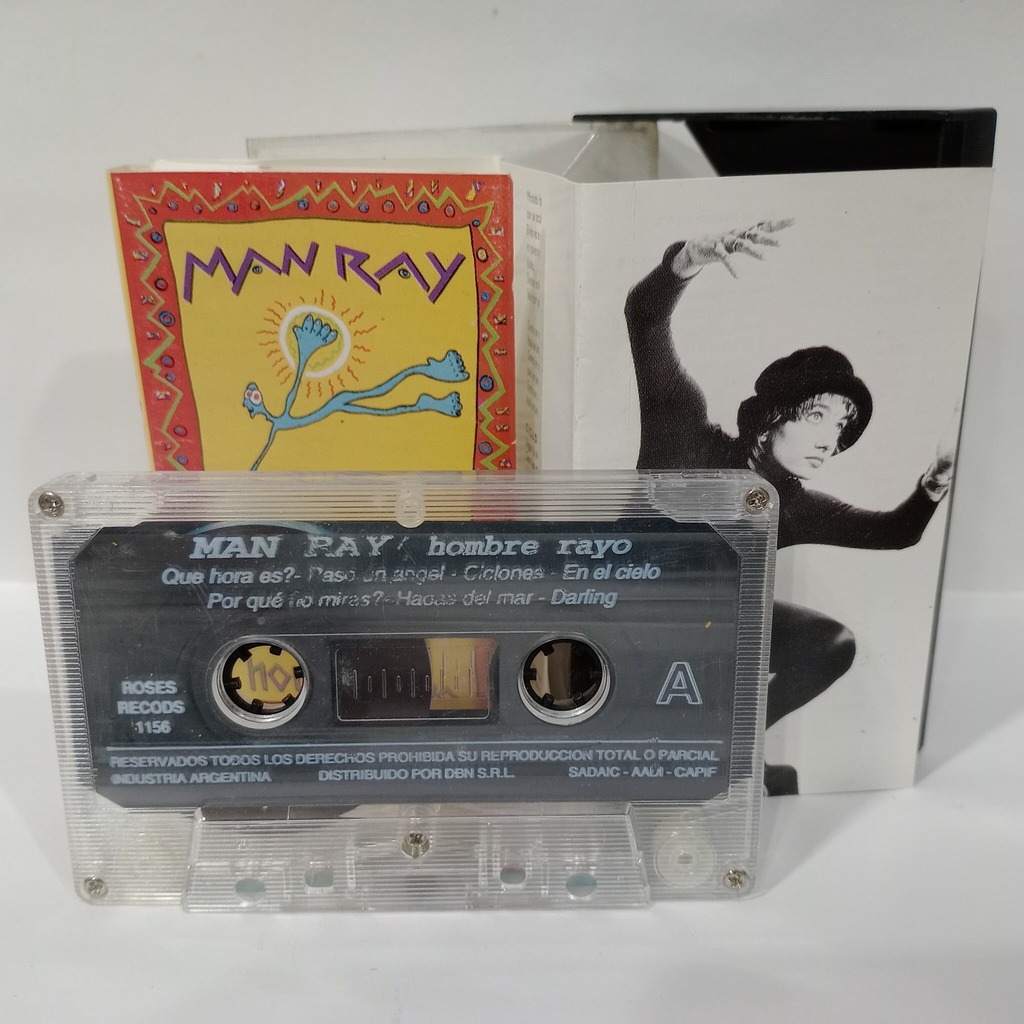 MAN RAY
MAN RAY/ hombre rayo
Que hora es?- Paso un angel - Ciclones - En el cielo
Por qué no miras?- Hadas del mar - Darling
ho
A
ROSES
RECODS
1156
RESERVADOS TODOS LOS DERECHOS PROHIBIDA SU REPRODUCCION TOTAL O PARCIAL
INDUSTRIA ARGENTINA DISTRIBUIDO POR DBN S.R.L. SADAIC - AADI - CAPIF